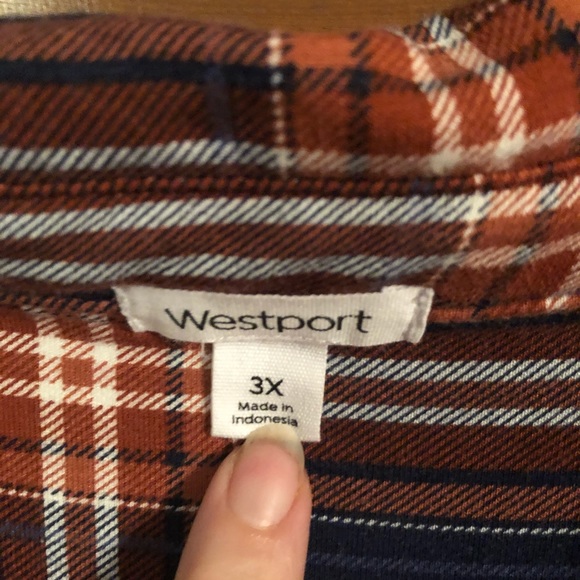 Westport
3X
Made in
Indonesia